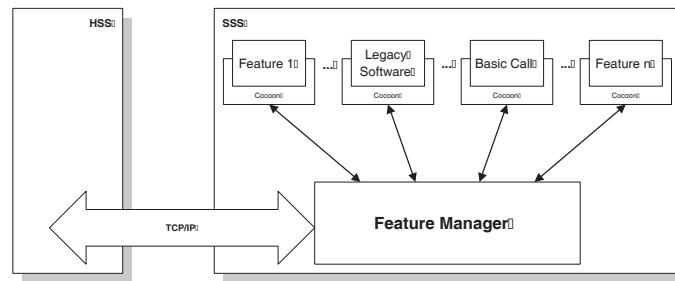 HSS
SSS
Feature 1
...
Legacy
Software
...
Basic Call
...
Feature n
Cocoon
Cocoon
Cocoon
Cocoon
TCP/IP
Feature Manager